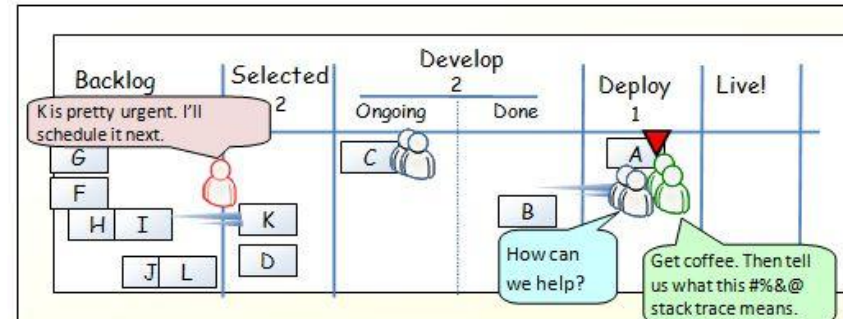 Backlog
Selected
2
Develop
2
Ongoing
Done
Deploy
1
Live!
K is pretty urgent. I'll
schedule it next.
G
F
H
I
J
L
K
D
C
B
A
How can
we help?
Get coffee. Then tell
us what this #%&@
stack trace means.